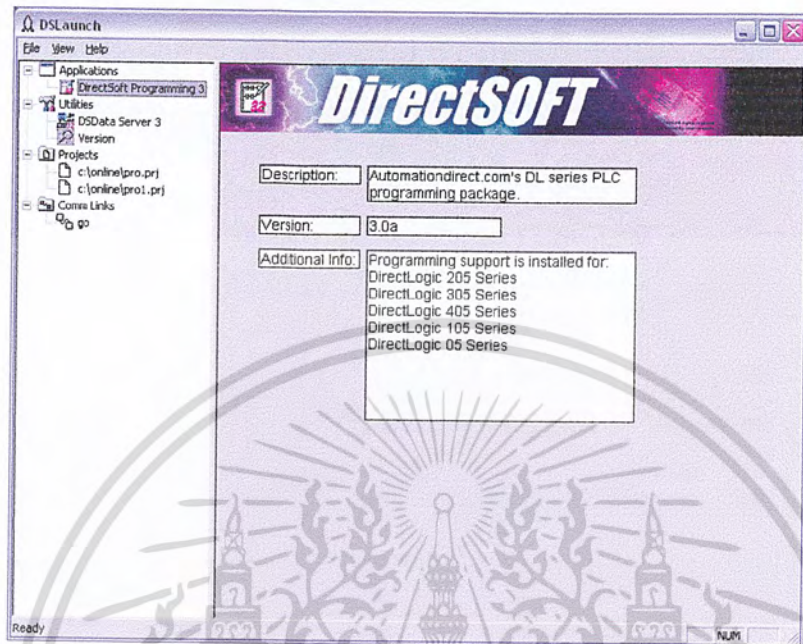 DSLaunch
File View Help
Applications
DirectSoft Programming 3
Utilities
DSData Server 3
Version
Projects
c:\online\pro.prj
c:\online\pro1.prj
Comm Links
go
DirectSOFT
Description:
Automationdirect.com's DL series PLC
programming package.
Version:
3.0a
Additional Info:
Programming support is installed for:
DirectLogic 205 Series
DirectLogic 305 Series
DirectLogic 405 Series
DirectLogic 105 Series
DirectLogic 05 Series
Ready
NUM